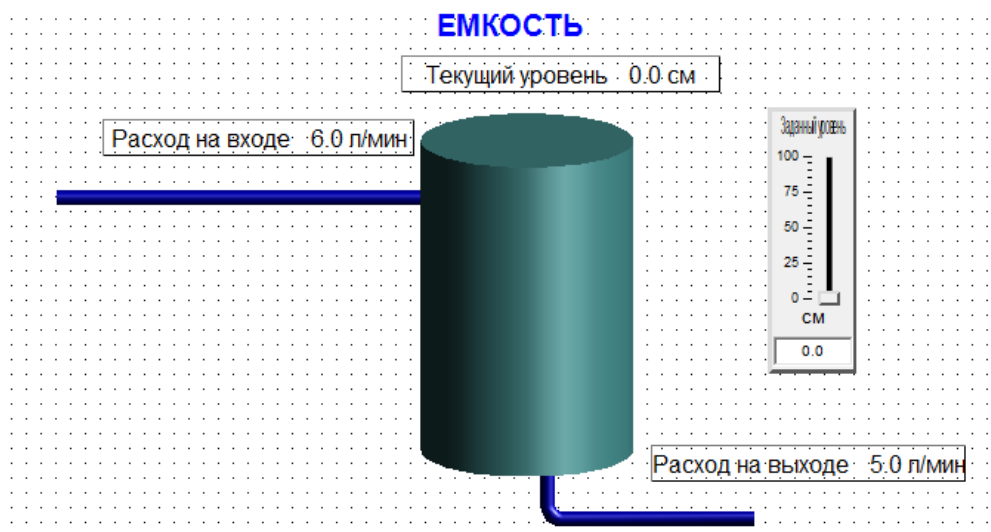 ЕМКОСТЬ
Текущий уровень 0.0 см
Расход на входе 6.0 л/мин
Заданный уровень
100
75
50
25
0
см
0.0
Расход на выходе 5.0 л/мин